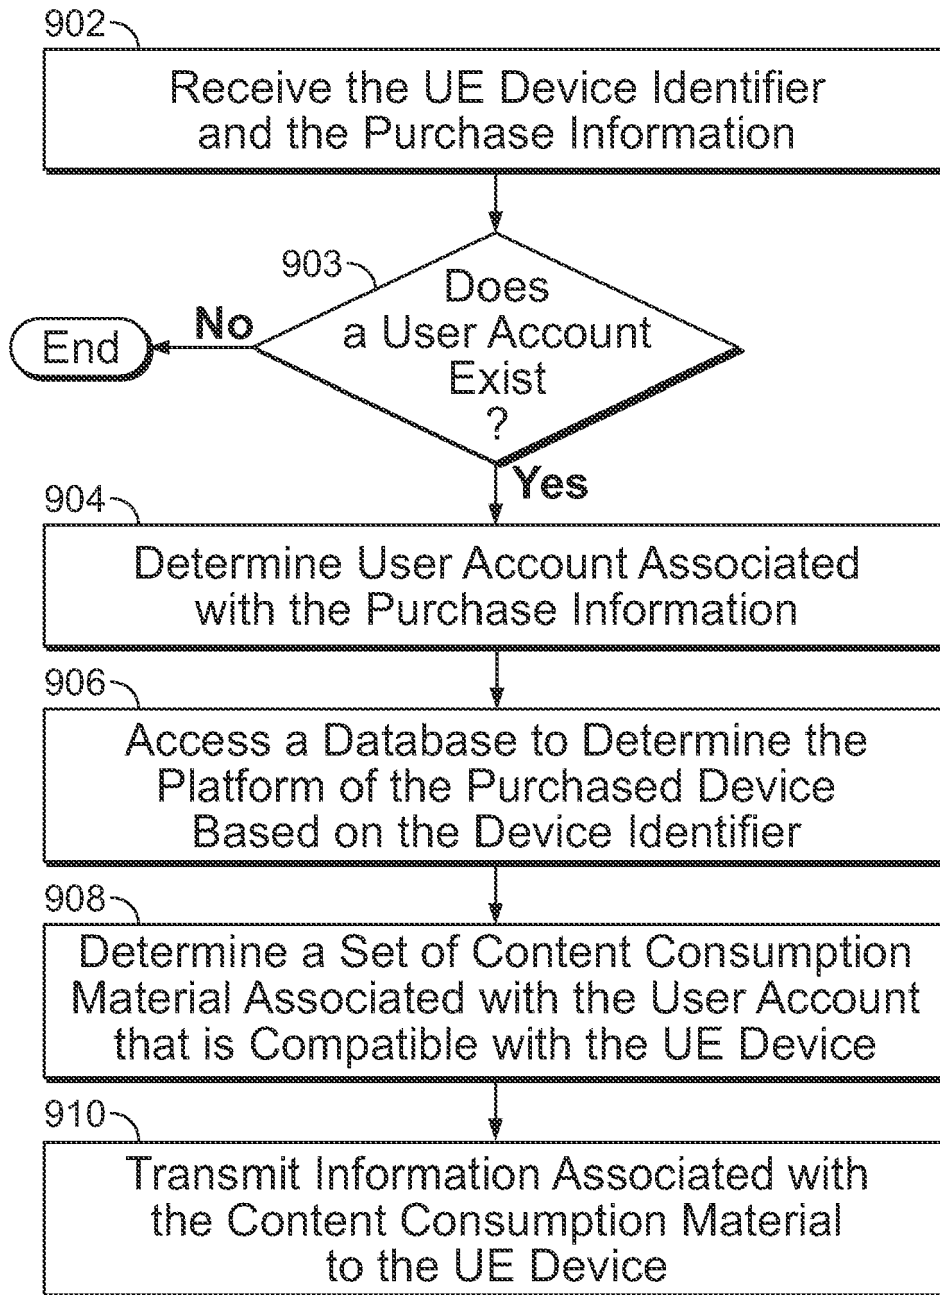 902
Receive the UE Device Identifier
and the Purchase Information
903
Does
a User Account
Exist
?
No
End
Yes
904
Determine User Account Associated
with the Purchase Information
906
Access a Database to Determine the
Platform of the Purchased Device
Based on the Device Identifier
908
Determine a Set of Content Consumption
Material Associated with the User Account
that is Compatible with the UE Device
910
Transmit Information Associated with
the Content Consumption Material
to the UE Device